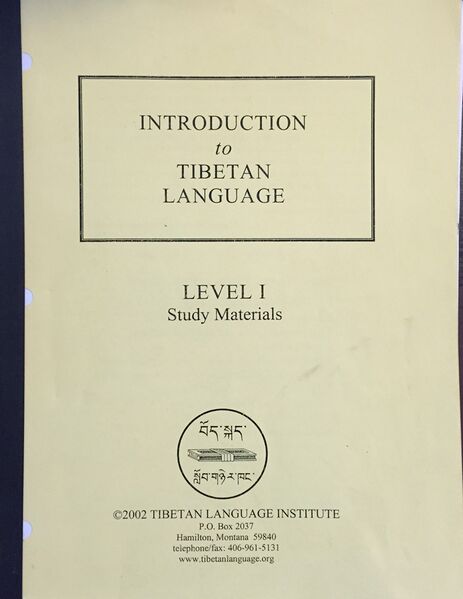 INTRODUCTION
to
TIBETAN
LANGUAGE
LEVEL I
Study Materials
བོད་སྐད་
སློབ་གཉེར་ཁང་
©2002 TIBETAN LANGUAGE INSTITUTE
P.O. Box 2037
Hamilton, Montana 59840
telephone/fax: 406-961-5131
www.tibetanlanguage.org